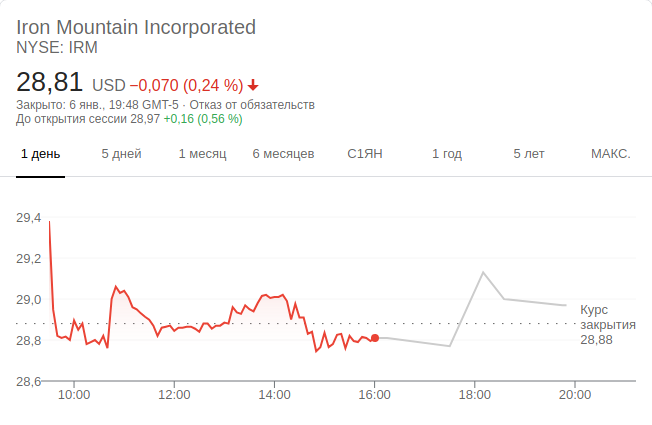 Iron Mountain Incorporated
NYSE: IRM
28,81 USD −0,070 (0,24 %)
Закрыто: 6 янв., 19:48 GMT-5 · Отказ от обязательств
До открытия сессии 28,97 +0,16 (0,56 %)
1 день 5 дней 1 месяц 6 месяцев С1ЯН 1 год 5 лет МАКС.
29,4
29,2
29,0
28,8
28,6
Курс
закрытия
28,88
10:00 12:00 14:00 16:00 18:00 20:00